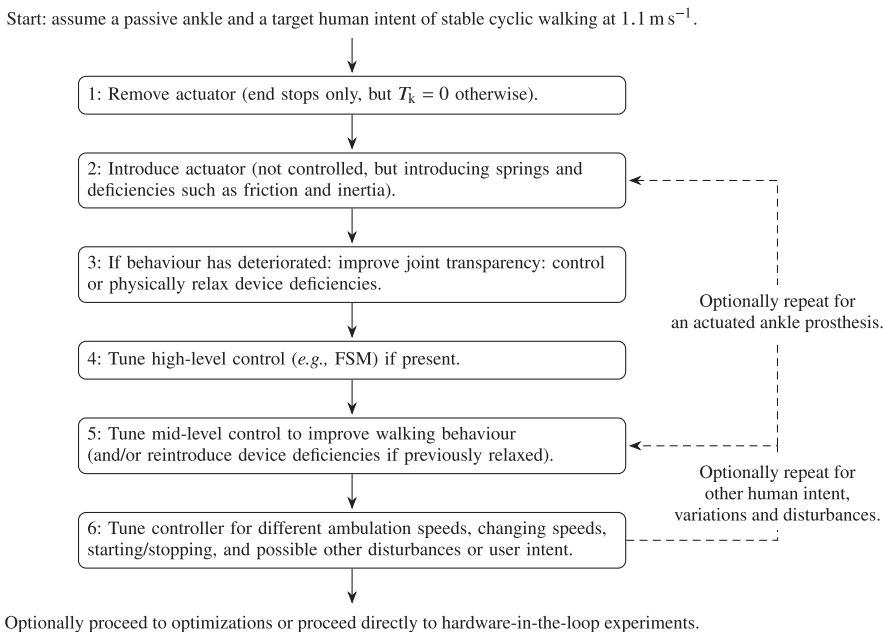 Start: assume a passive ankle and a target human intent of stable cyclic walking at 1.1 m s⁻¹.
1: Remove actuator (end stops only, but Tₖ = 0 otherwise).
2: Introduce actuator (not controlled, but introducing springs and
deficiencies such as friction and inertia).
3: If behaviour has deteriorated: improve joint transparency: control
or physically relax device deficiencies.
Optionally repeat for
an actuated ankle prosthesis.
4: Tune high-level control (e.g., FSM) if present.
5: Tune mid-level control to improve walking behaviour
(and/or reintroduce device deficiencies if previously relaxed).
Optionally repeat for
other human intent,
variations and disturbances.
6: Tune controller for different ambulation speeds, changing speeds,
starting/stopping, and possible other disturbances or user intent.
Optionally proceed to optimizations or proceed directly to hardware-in-the-loop experiments.